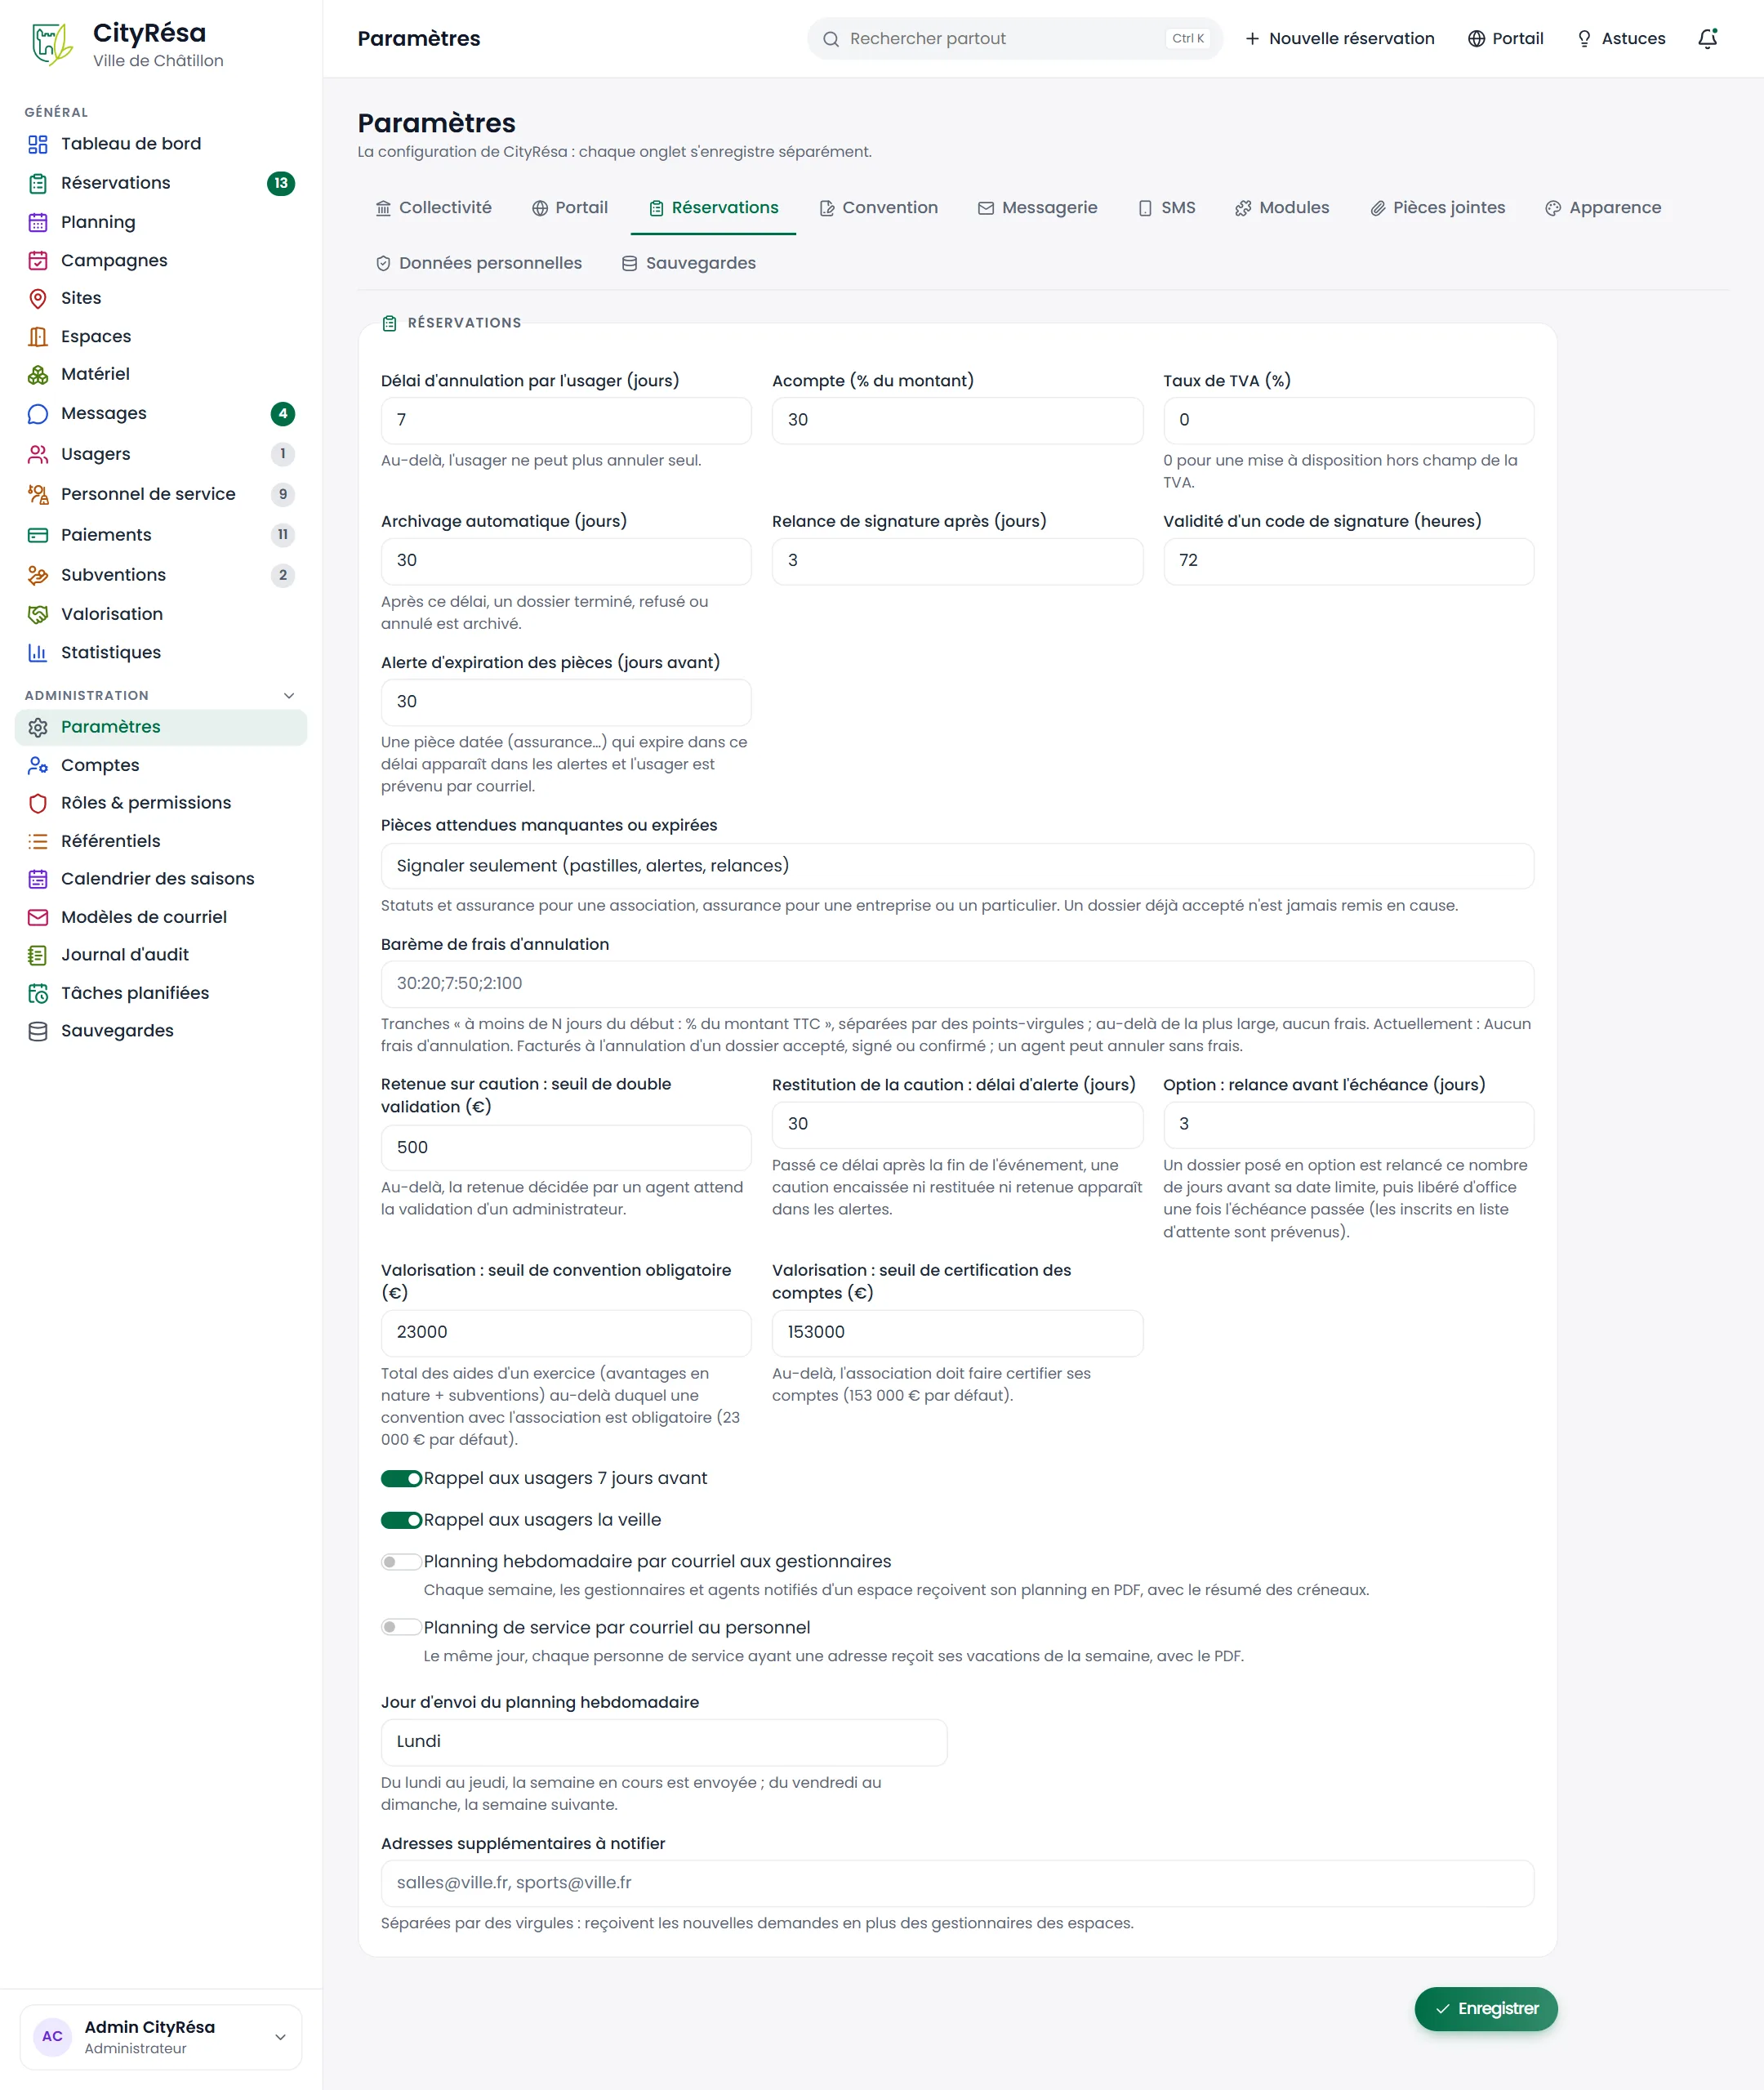 CityRésa
Ville de Châtillon
GÉNÉRAL
Tableau de bord
Réservations 13
Planning
Campagnes
Sites
Espaces
Matériel
Messages 4
Usagers 1
Personnel de service 9
Paiements 11
Subventions 2
Valorisation
Statistiques
ADMINISTRATION
Paramètres
Comptes
Rôles & permissions
Référentiels
Calendrier des saisons
Modèles de courriel
Journal d'audit
Tâches planifiées
Sauvegardes
AC
Admin CityRésa
Administrateur
Paramètres
Rechercher partout Ctrl K
Nouvelle réservation
Portail
Astuces
Paramètres
La configuration de CityRésa : chaque onglet s'enregistre séparément.
Collectivité Portail Réservations Convention Messagerie SMS Modules Pièces jointes Apparence
Données personnelles Sauvegardes
RÉSERVATIONS
Délai d'annulation par l'usager (jours)
7
Au-delà, l'usager ne peut plus annuler seul.
Acompte (% du montant)
30
Taux de TVA (%)
0
0 pour une mise à disposition hors champ de la
TVA.
Archivage automatique (jours)
30
Après ce délai, un dossier terminé, refusé ou
annulé est archivé.
Relance de signature après (jours)
3
Validité d'un code de signature (heures)
72
Alerte d'expiration des pièces (jours avant)
30
Une pièce datée (assurance…) qui expire dans ce
délai apparaît dans les alertes et l'usager est
prévenu par courriel.
Pièces attendues manquantes ou expirées
Signaler seulement (pastilles, alertes, relances)
Statuts et assurance pour une association, assurance pour une entreprise ou un particulier. Un dossier déjà accepté n'est jamais remis en cause.
Barème de frais d'annulation
30:20;7:50;2:100
Tranches « à moins de N jours du début : % du montant TTC », séparées par des points-virgules ; au-delà de la plus large, aucun frais. Actuellement : Aucun
frais d'annulation. Facturés à l'annulation d'un dossier accepté, signé ou confirmé ; un agent peut annuler sans frais.
Retenue sur caution : seuil de double
validation (€)
500
Au-delà, la retenue décidée par un agent attend
la validation d'un administrateur.
Restitution de la caution : délai d'alerte (jours)
30
Passé ce délai après la fin de l'événement, une
caution encaissée ni restituée ni retenue apparaît
dans les alertes.
Option : relance avant l'échéance (jours)
3
Un dossier posé en option est relancé ce nombre
de jours avant sa date limite, puis libéré d'office
une fois l'échéance passée (les inscrits en liste
d'attente sont prévenus).
Valorisation : seuil de convention obligatoire
(€)
23000
Total des aides d'un exercice (avantages en
nature + subventions) au-delà duquel une
convention avec l'association est obligatoire (23
000 € par défaut).
Valorisation : seuil de certification des
comptes (€)
153000
Au-delà, l'association doit faire certifier ses
comptes (153 000 € par défaut).
Rappel aux usagers 7 jours avant
Rappel aux usagers la veille
Planning hebdomadaire par courriel aux gestionnaires
Chaque semaine, les gestionnaires et agents notifiés d'un espace reçoivent son planning en PDF, avec le résumé des créneaux.
Planning de service par courriel au personnel
Le même jour, chaque personne de service ayant une adresse reçoit ses vacations de la semaine, avec le PDF.
Jour d'envoi du planning hebdomadaire
Lundi
Du lundi au jeudi, la semaine en cours est envoyée ; du vendredi au
dimanche, la semaine suivante.
Adresses supplémentaires à notifier
salles@ville.fr, sports@ville.fr
Séparées par des virgules : reçoivent les nouvelles demandes en plus des gestionnaires des espaces.
Enregistrer